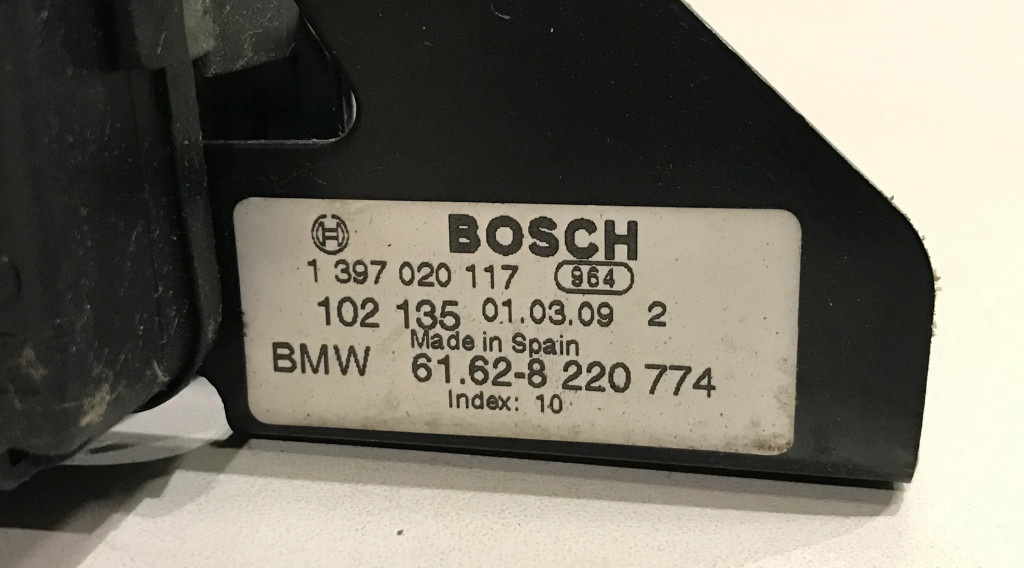 BOSCH
1 397 020 117 964
102 135 01.03.09 2
Made in Spain
BMW 61.62-8 220 774
Index: 10